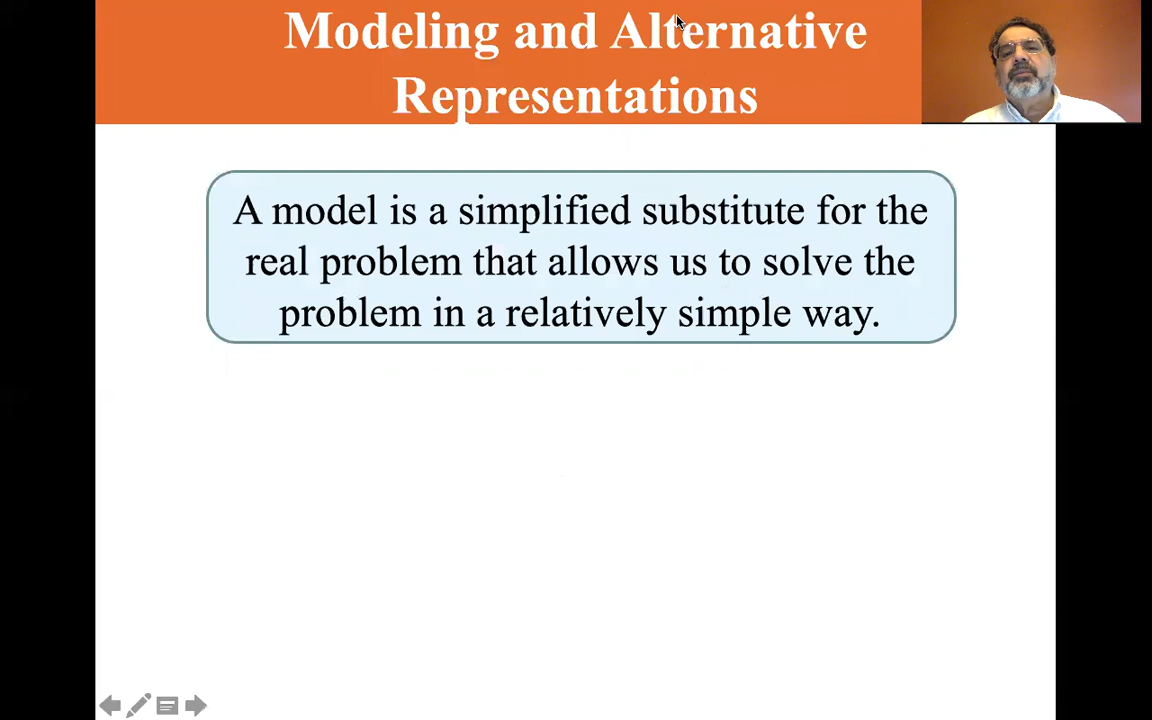 Modeling and Alternative
Representations
A model is a simplified substitute for the
real problem that allows us to solve the
problem in a relatively simple way.